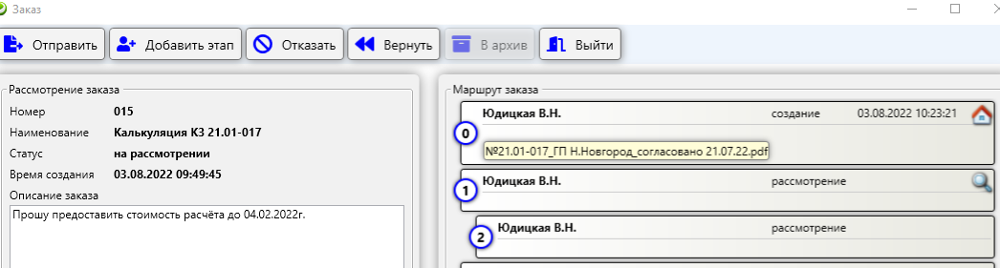 Заказ
Отправить
Добавить этап
Отказать
Вернуть
В архив
Выйти
Рассмотрение заказа
Номер 015
Наименование Калькуляция КЗ 21.01-017
Статус на рассмотрении
Время создания 03.08.2022 09:49:45
Описание заказа
Прошу предоставить стоимость расчёта до 04.02.2022г.
Маршрут заказа
0
Юдицкая В.Н. создание 03.08.2022 10:23:21
№21.01-017_ГП Н.Новгород_согласовано 21.07.22.pdf
1
Юдицкая В.Н. рассмотрение
2
Юдицкая В.Н. рассмотрение